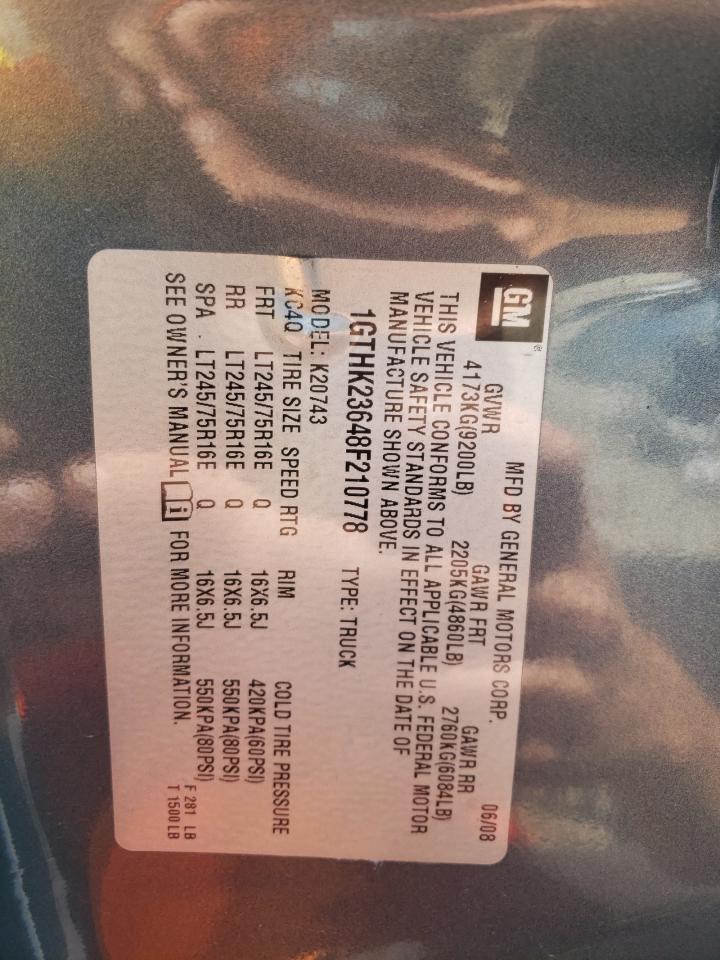 GM®
MFD BY GENERAL MOTORS CORP. 06/08
GVWR GAWR FRT GAWR RR
4173KG(9200LB) 2205KG(4860LB) 2760KG(6084LB)
THIS VEHICLE CONFORMS TO ALL APPLICABLE U.S. FEDERAL MOTOR
VEHICLE SAFETY STANDARDS IN EFFECT ON THE DATE OF
MANUFACTURE SHOWN ABOVE.
1GTHK23648F210778 TYPE: TRUCK
MODEL: K20743
KC4Q TIRE SIZE SPEED RTG RIM COLD TIRE PRESSURE
FRT LT245/75R16E Q 16X6.5J 420KPA(60PSI)
RR LT245/75R16E Q 16X6.5J 550KPA(80PSI)
SPA LT245/75R16E Q 16X6.5J 550KPA(80PSI)
SEE OWNER'S MANUAL FOR MORE INFORMATION.
F 281 LB
T 1500 LB